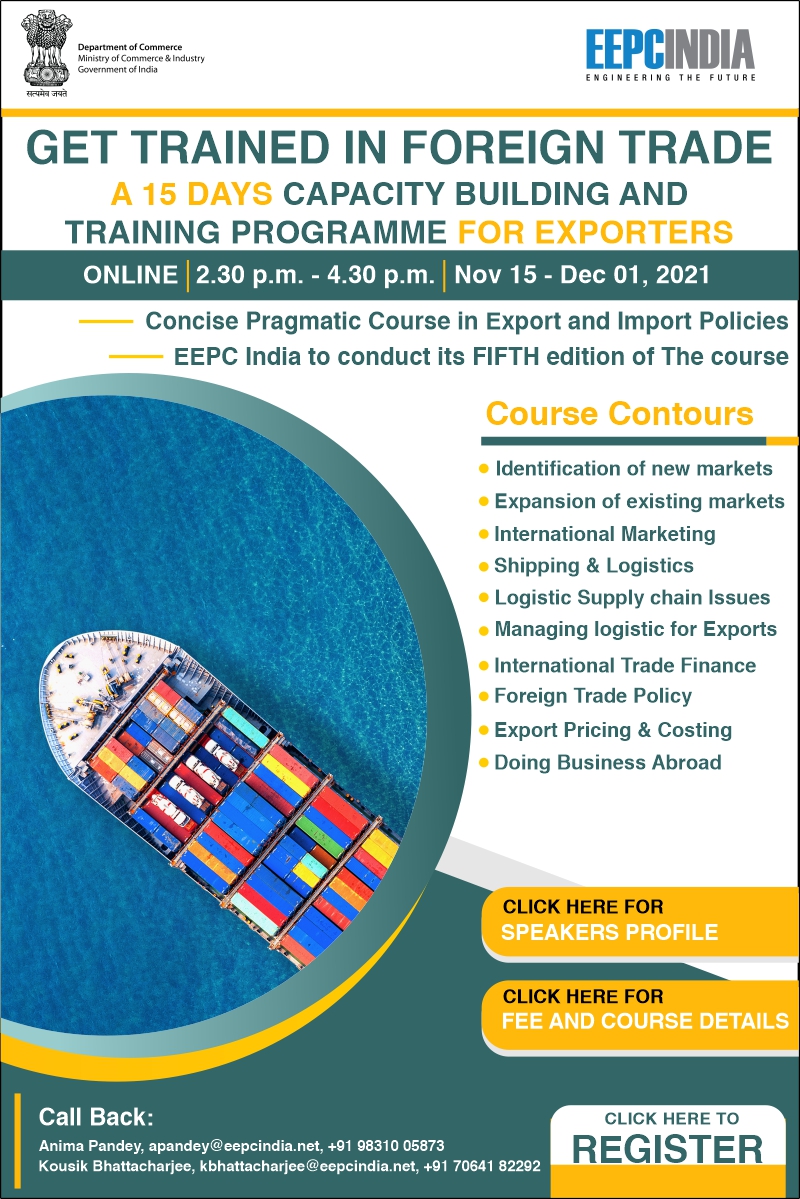 Department of Commerce
Ministry of Commerce & Industry
Government of India
सत्यमेव जयते
EEPCINDIA
ENGINEERING THE FUTURE
GET TRAINED IN FOREIGN TRADE
A 15 DAYS CAPACITY BUILDING AND
TRAINING PROGRAMME FOR EXPORTERS
ONLINE | 2.30 p.m. - 4.30 p.m. | Nov 15 - Dec 01, 2021
Concise Pragmatic Course in Export and Import Policies
EEPC India to conduct its FIFTH edition of The course
Course Contours
Identification of new markets
Expansion of existing markets
International Marketing
Shipping & Logistics
Logistic Supply chain Issues
Managing logistic for Exports
International Trade Finance
Foreign Trade Policy
Export Pricing & Costing
Doing Business Abroad
CLICK HERE FOR
SPEAKERS PROFILE
CLICK HERE FOR
FEE AND COURSE DETAILS
Call Back:
Anima Pandey, apandey@eepcindia.net, +91 98310 05873
Kousik Bhattacharjee, kbhattacharjee@eepcindia.net, +91 70641 82292
CLICK HERE TO
REGISTER